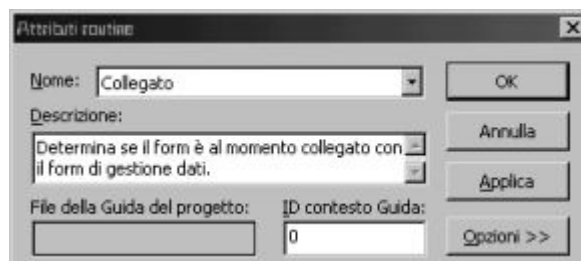 Attributi routine
Nome: Collegato
OK
Descrizione:
Determina se il form è al momento collegato con
il form di gestione dati.
Annulla
Applica
File della Guida del progetto:
ID contesto Guida:
0
Opzioni >>